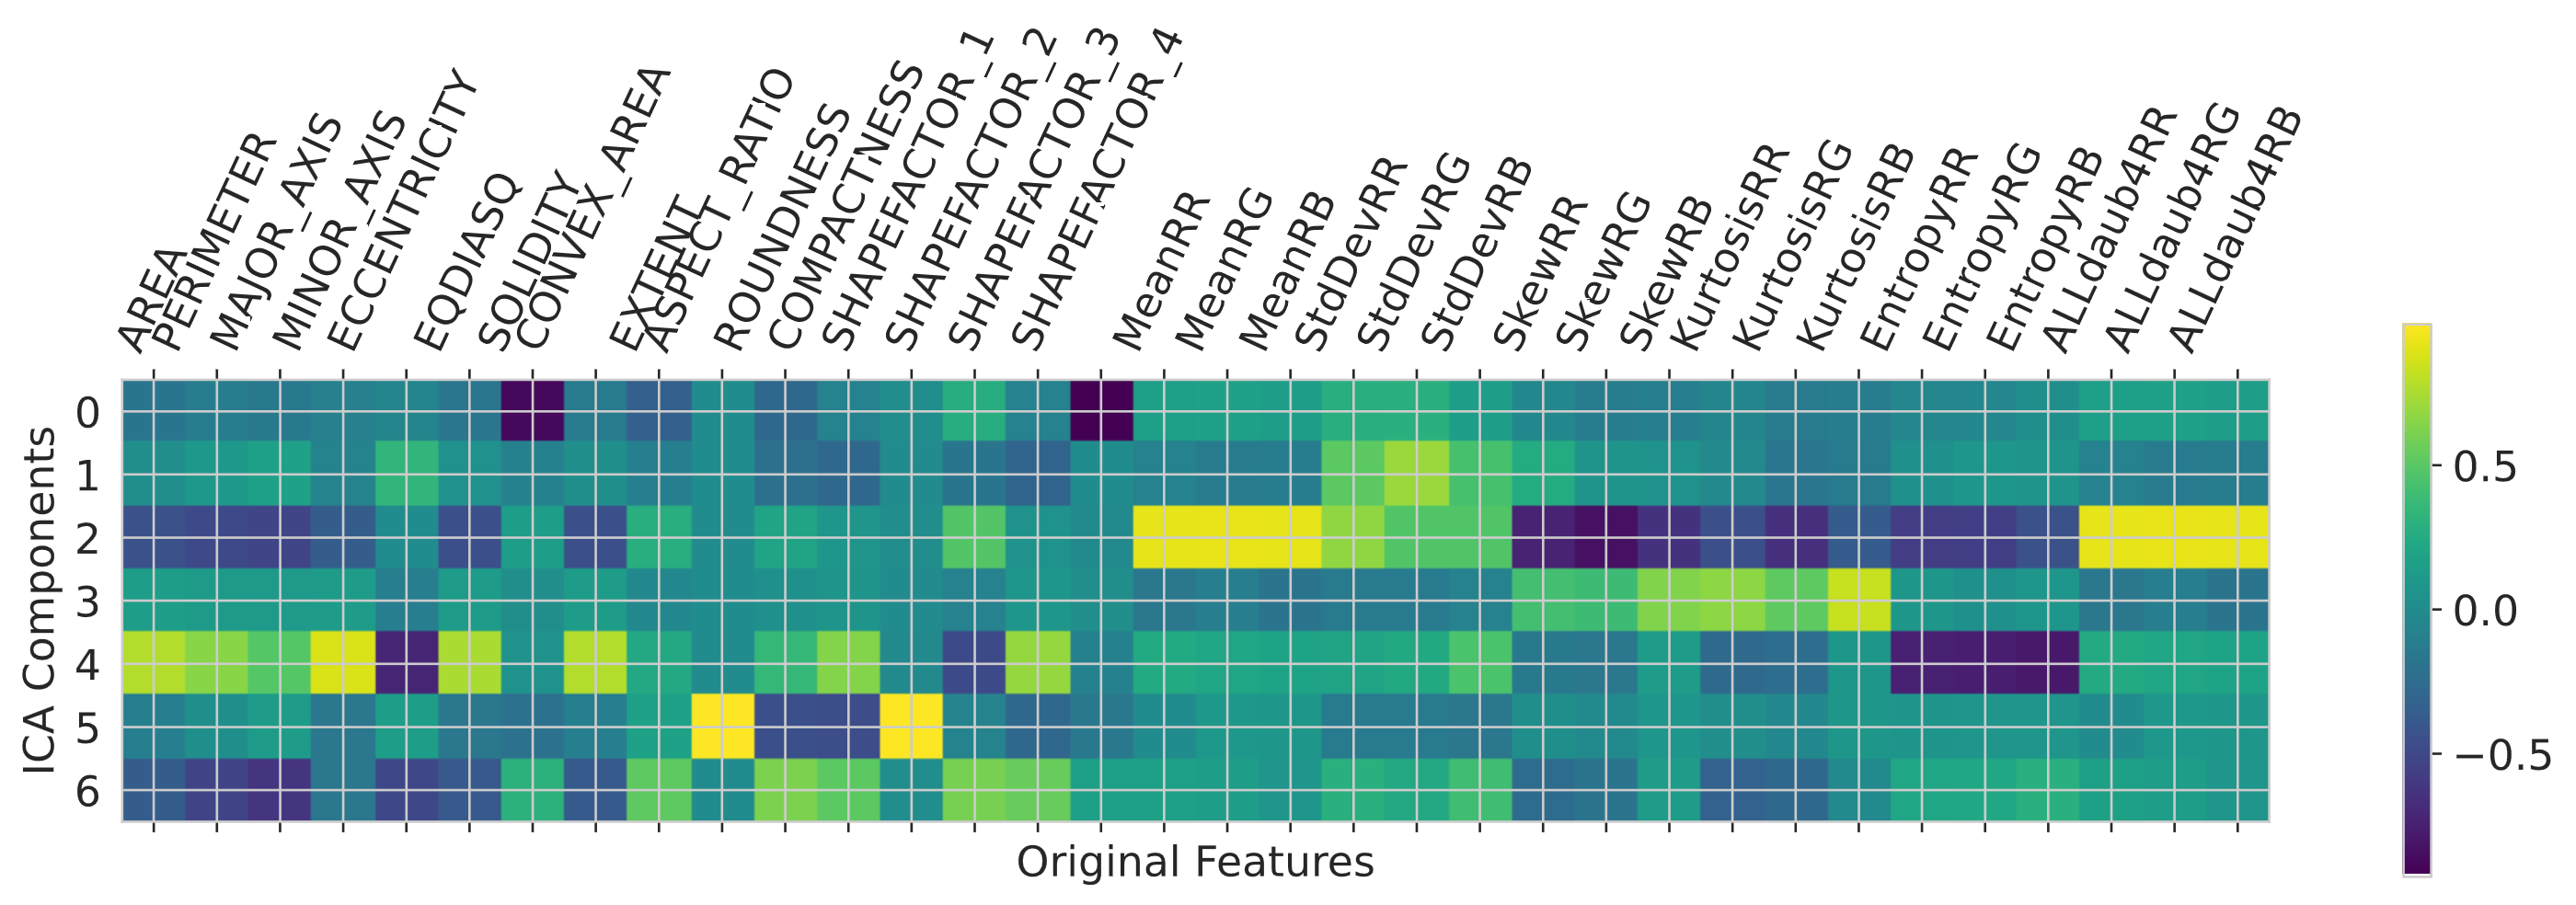 AREA
PERIMETER
MAJOR_AXIS
MINOR_AXIS
ECCENTRICITY
EQDIASQ
SOLIDITY
CONVEX_AREA
EXTENT
ASPECT_RATIO
ROUNDNESS
COMPACTNESS
SHAPEFACTOR_1
SHAPEFACTOR_2
SHAPEFACTOR_3
SHAPEFACTOR_4
MeanRR
MeanRG
MeanRB
StdDevRR
StdDevRG
StdDevRB
SkewRR
SkewRG
SkewRB
KurtosisRR
KurtosisRG
KurtosisRB
EntropyRR
EntropyRG
EntropyRB
ALLdaub4RR
ALLdaub4RG
ALLdaub4RB
ICA Components
0
1
2
3
4
5
6
Original Features
0.5
0.0
−0.5